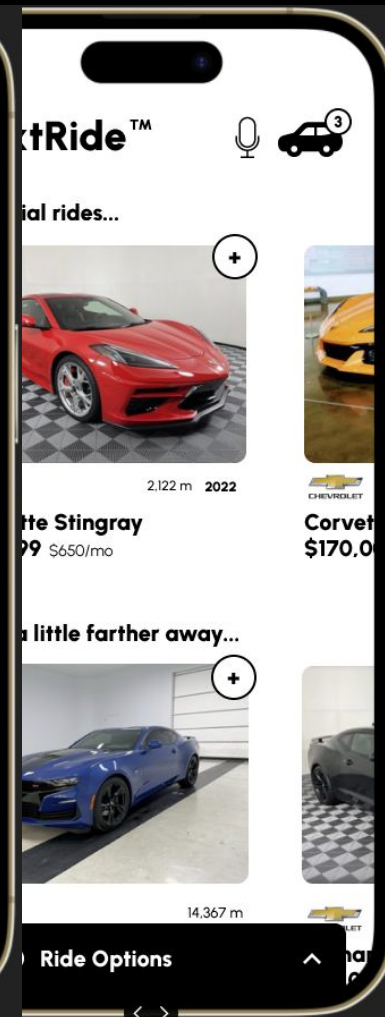 xtRide™
3
ial rides...
+
2,122 m 2022
CHEVROLET
tte Stingray
Corvet
99 $650/mo
$170,0
a little farther away...
+
14,367 m
LET
Ride Options